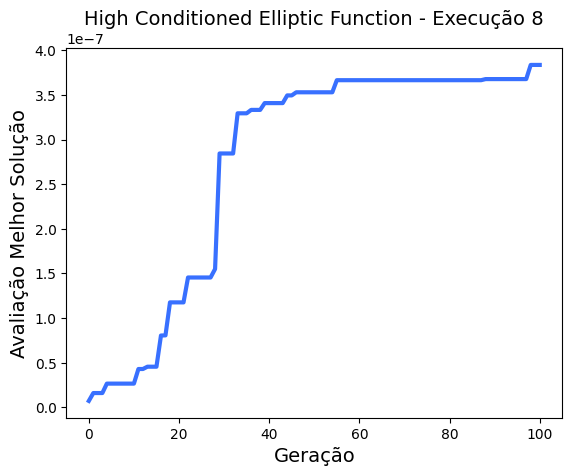 High Conditioned Elliptic Function - Execução 8
1e−7
4.0
3.5
3.0
2.5
2.0
1.5
1.0
0.5
0.0
Avaliação Melhor Solução
0 20 40 60 80 100
Geração